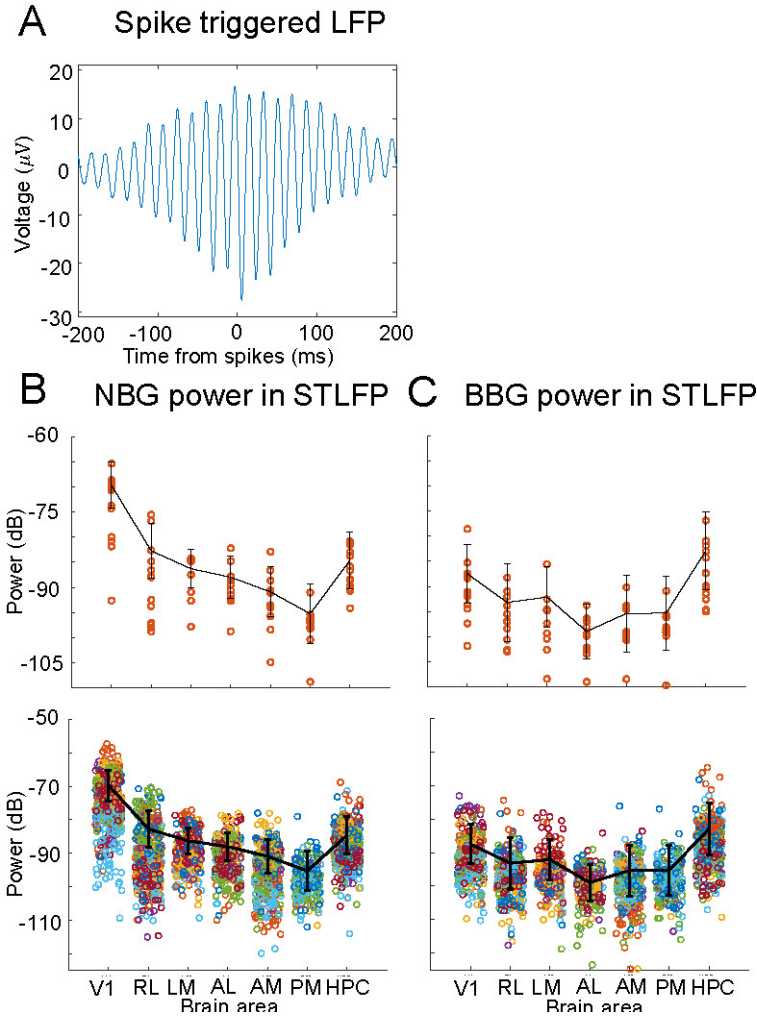 A Spike triggered LFP
20
10
0
-10
-20
-30
Voltage (μV)
-200 -100 0 100 200
Time from spikes (ms)
B NBG power in STLFP
C BBG power in STLFP
-60
-75
-90
-105
Power (dB)
-50
-70
-90
-110
Power (dB)
V1 RL LM AL AM PM HPC
Brain area
V1 RL LM AL AM PM HPC
Brain area